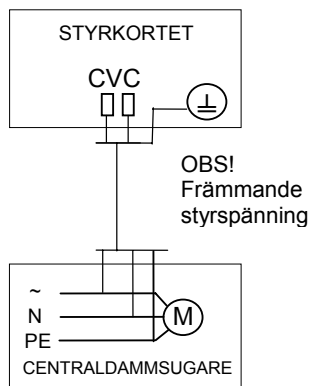 STYRKORTET
CVC
OBS!
Främmande
styrspänning
~
N
M
PE
CENTRALDAMMSUGARE